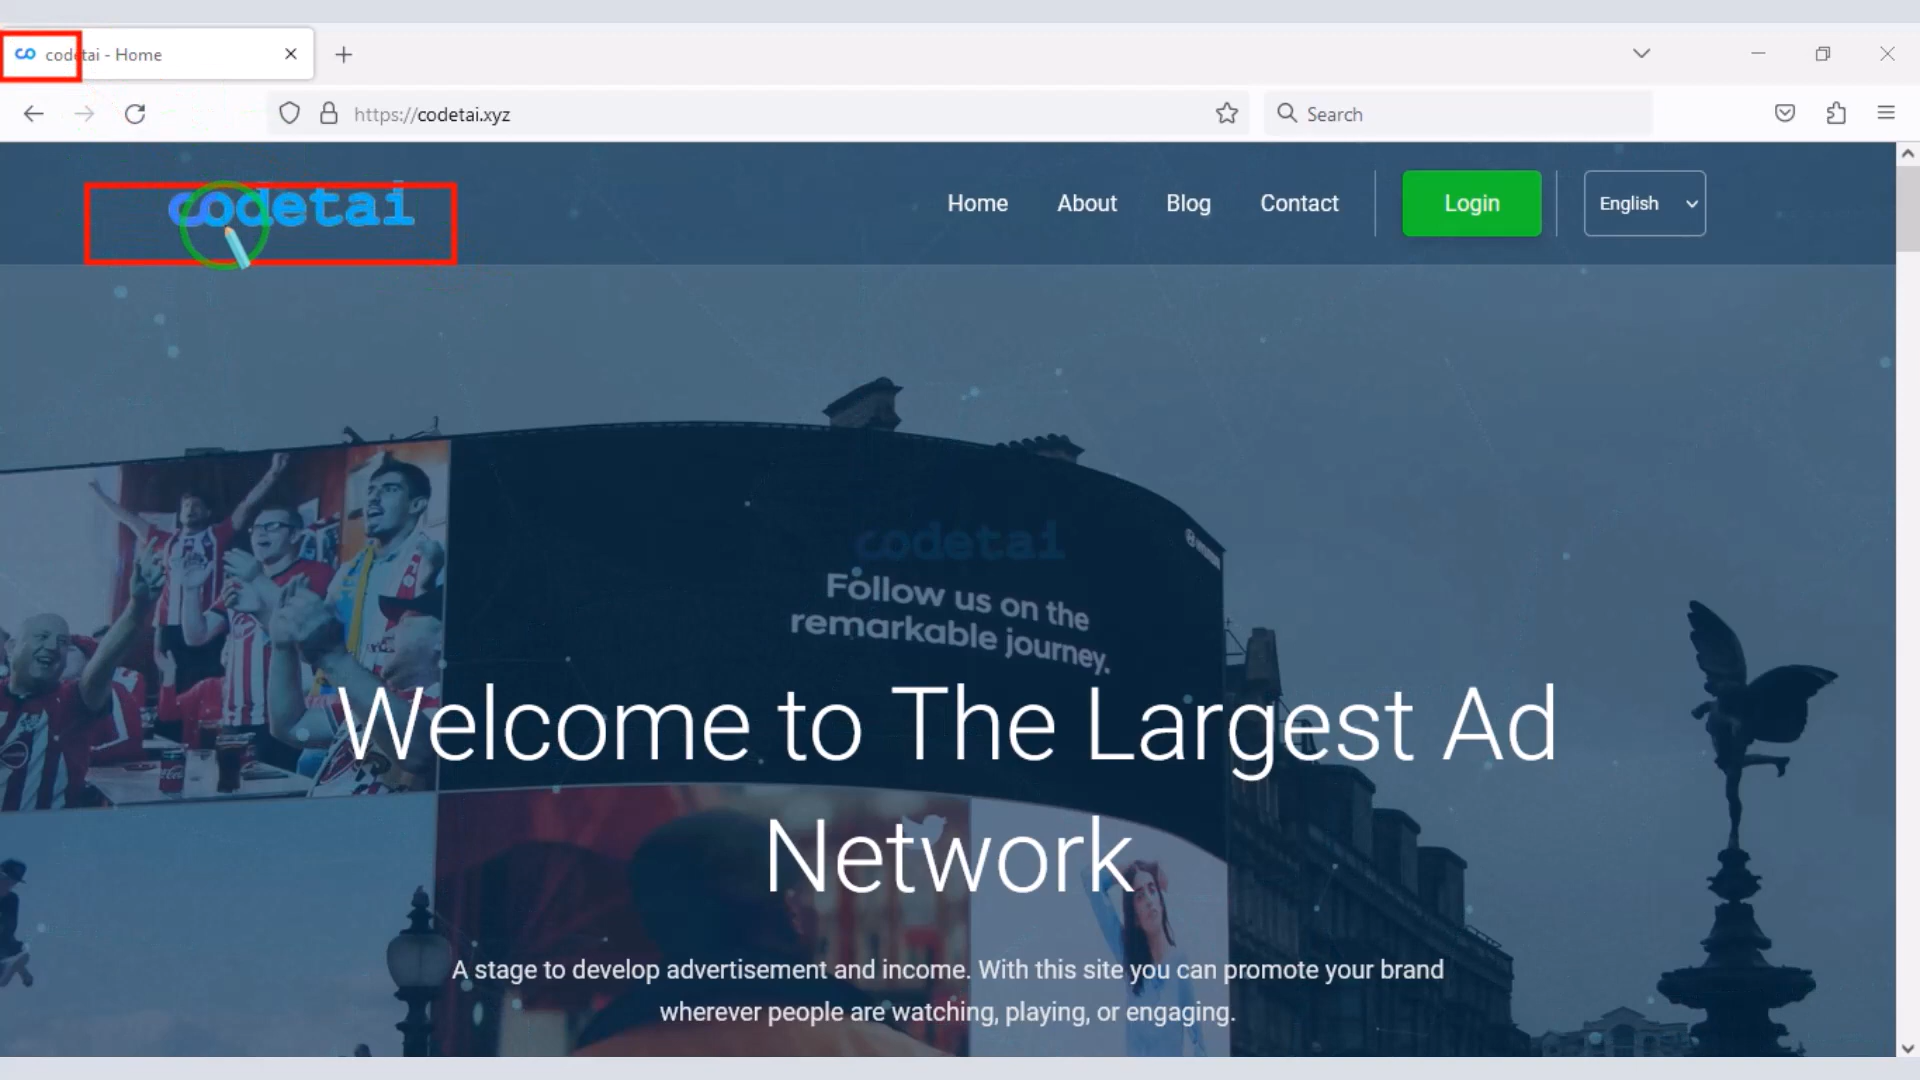 codetai - Home
https://codetai.xyz
Search
codetai
Home
About
Blog
Contact
Login
English
codetai
Follow us on the
remarkable journey.
Welcome to The Largest Ad
Network
A stage to develop advertisement and income. With this site you can promote your brand
wherever people are watching, playing, or engaging.